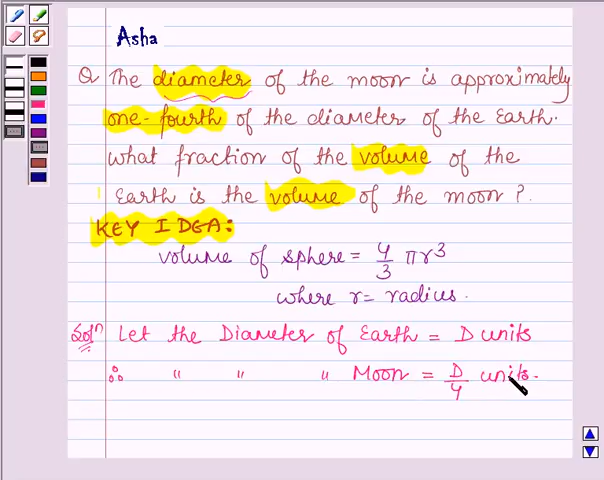 Asha
Q The diameter of the moon is approximately
one-fourth of the diameter of the Earth.
what fraction of the volume of the
Earth is the volume of the moon?
KEY IDEA:
volume of sphere = 4/3 πr³
where r = radius.
Solⁿ Let the Diameter of Earth = D units
∴ " " " Moon = D/4 units.